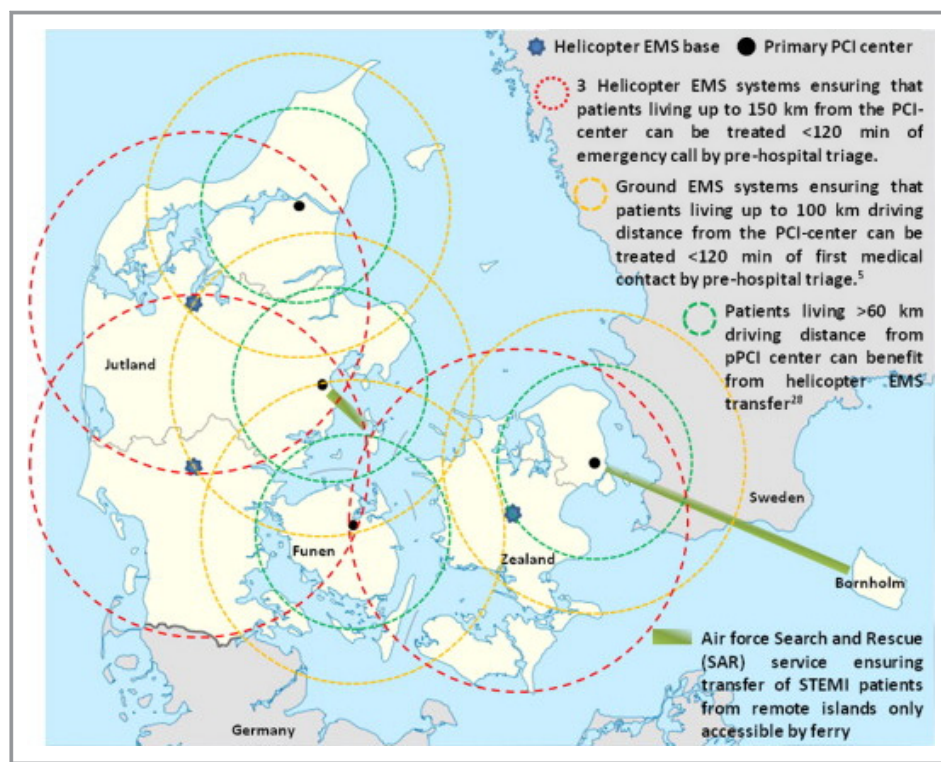 Helicopter EMS base
Primary PCI center
3 Helicopter EMS systems ensuring that
patients living up to 150 km from the PCI-
center can be treated <120 min of
emergency call by pre-hospital triage.
Ground EMS systems ensuring that
patients living up to 100 km driving
distance from the PCI-center can be
treated <120 min of first medical
contact by pre-hospital triage.⁵
Patients living >60 km
driving distance from
pPCI center can benefit
from helicopter EMS
transfer²⁸
Jutland
Sweden
Funen
Zealand
Bornholm
Germany
Air force Search and Rescue
(SAR) service ensuring
transfer of STEMI patients
from remote islands only
accessible by ferry